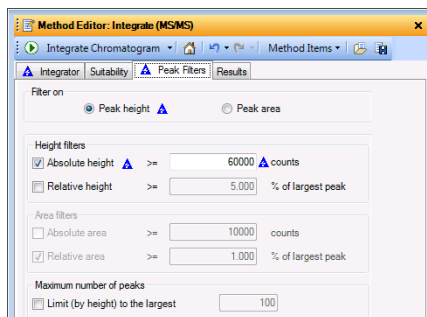 Method Editor: Integrate (MS/MS)
Integrate Chromatogram Method Items
Integrator Suitability Peak Filters Results
Filter on
Peak height Peak area
Height filters
Absolute height >= 60000 counts
Relative height >= 5.000 % of largest peak
Area filters
Absolute area >= 10000 counts
Relative area >= 1.000 % of largest peak
Maximum number of peaks
Limit (by height) to the largest 100